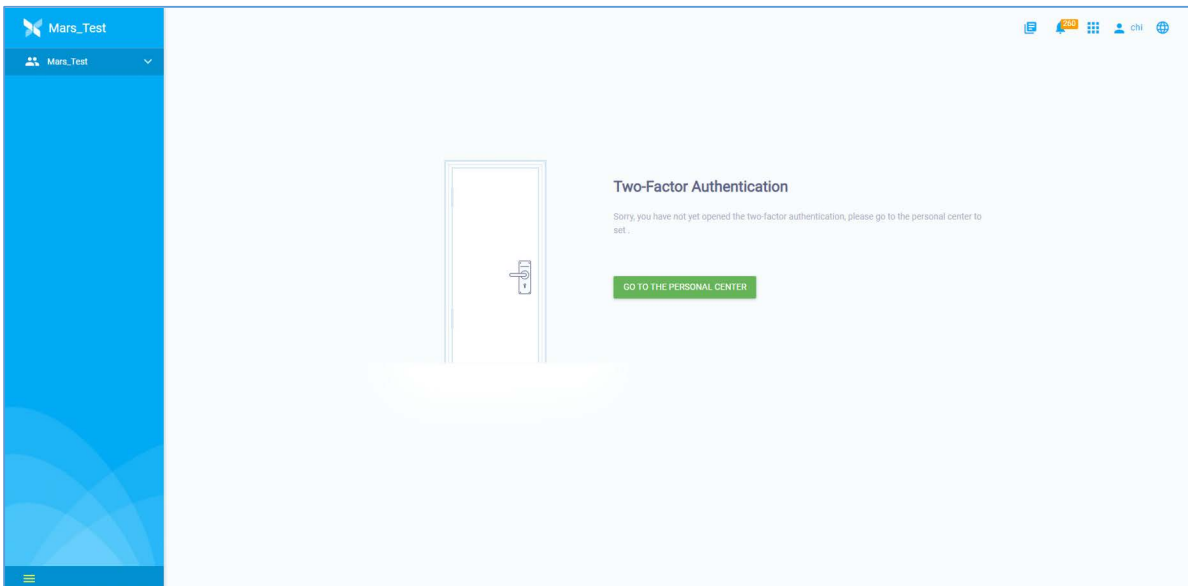 Mars_Test
260
chi
Mars_Test
Two-Factor Authentication
Sorry, you have not yet opened the two-factor authentication, please go to the personal center to
set .
GO TO THE PERSONAL CENTER